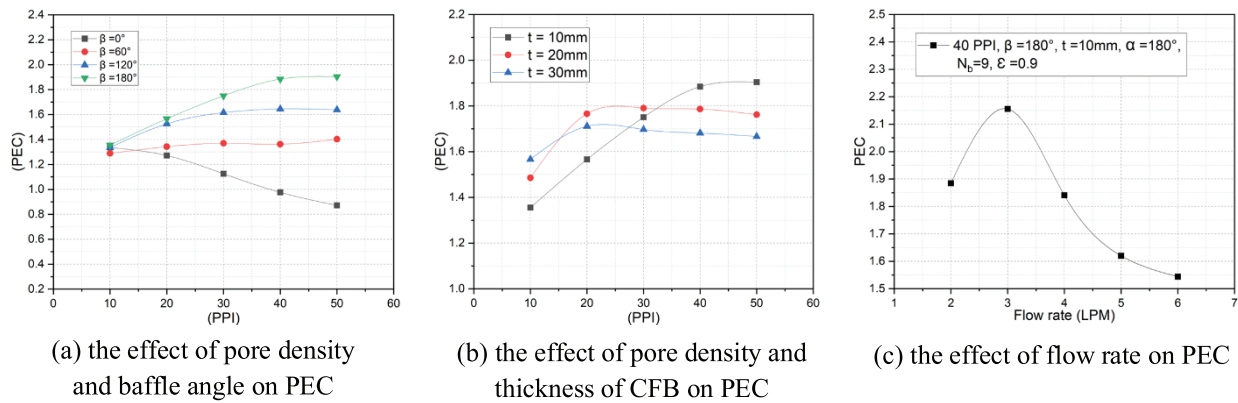 2.4
2.2
2.0
1.8
1.6
1.4
1.2
1.0
0.8
0.6
0.4
0.2
(PEC)
β =0°
β =60°
β =120°
β =180°
0 10 20 30 40 50 60
(PPI)
(a) the effect of pore density
and baffle angle on PEC
2.2
2.0
1.8
1.6
1.4
1.2
1.0
(PEC)
t = 10mm
t = 20mm
t = 30mm
0 10 20 30 40 50 60
(PPI)
(b) the effect of pore density and
thickness of CFB on PEC
2.5
2.4
2.3
2.2
2.1
2.0
1.9
1.8
1.7
1.6
1.5
PEC
40 PPI, β =180°, t =10mm, α =180°,
N_b=9, Ɛ =0.9
1 2 3 4 5 6 7
Flow rate (LPM)
(c) the effect of flow rate on PEC